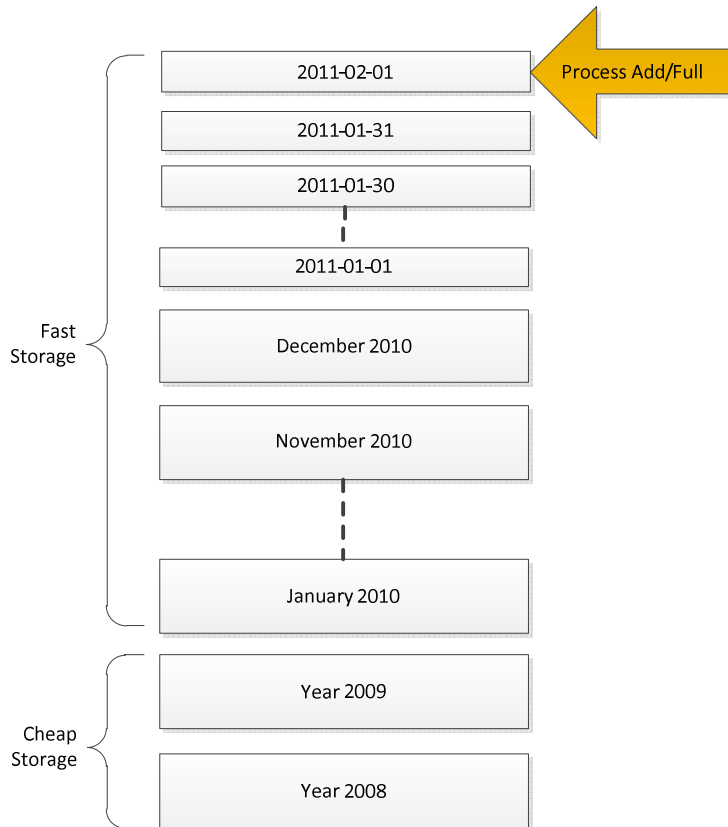 2011-02-01
Process Add/Full
2011-01-31
2011-01-30
2011-01-01
Fast
Storage
December 2010
November 2010
January 2010
Year 2009
Cheap
Storage
Year 2008